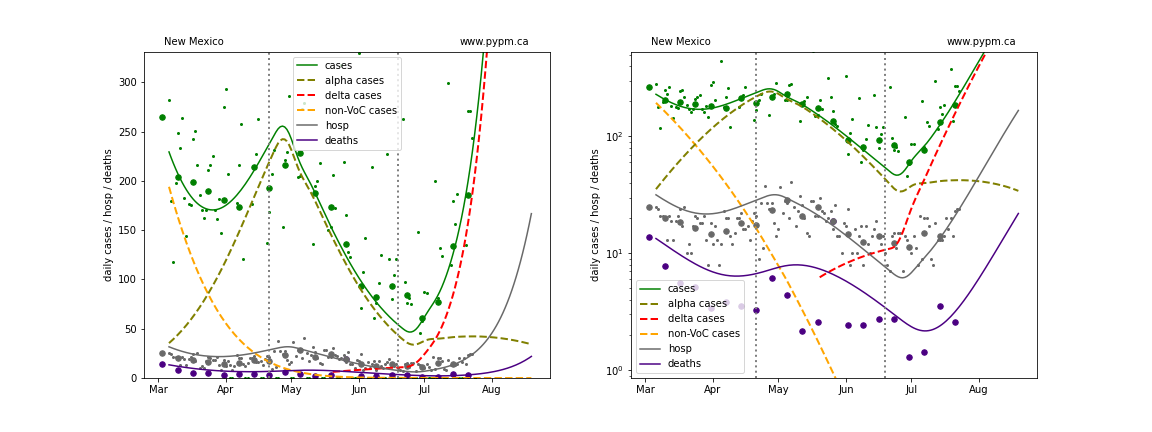 New Mexico
www.pypm.ca
daily cases / hosp / deaths
300
250
200
150
100
50
0
Mar
Apr
May
Jun
Jul
Aug
cases
alpha cases
delta cases
non-VoC cases
hosp
deaths
New Mexico
www.pypm.ca
daily cases / hosp / deaths
10²
10¹
10⁰
Mar
Apr
May
Jun
Jul
Aug
cases
alpha cases
delta cases
non-VoC cases
hosp
deaths